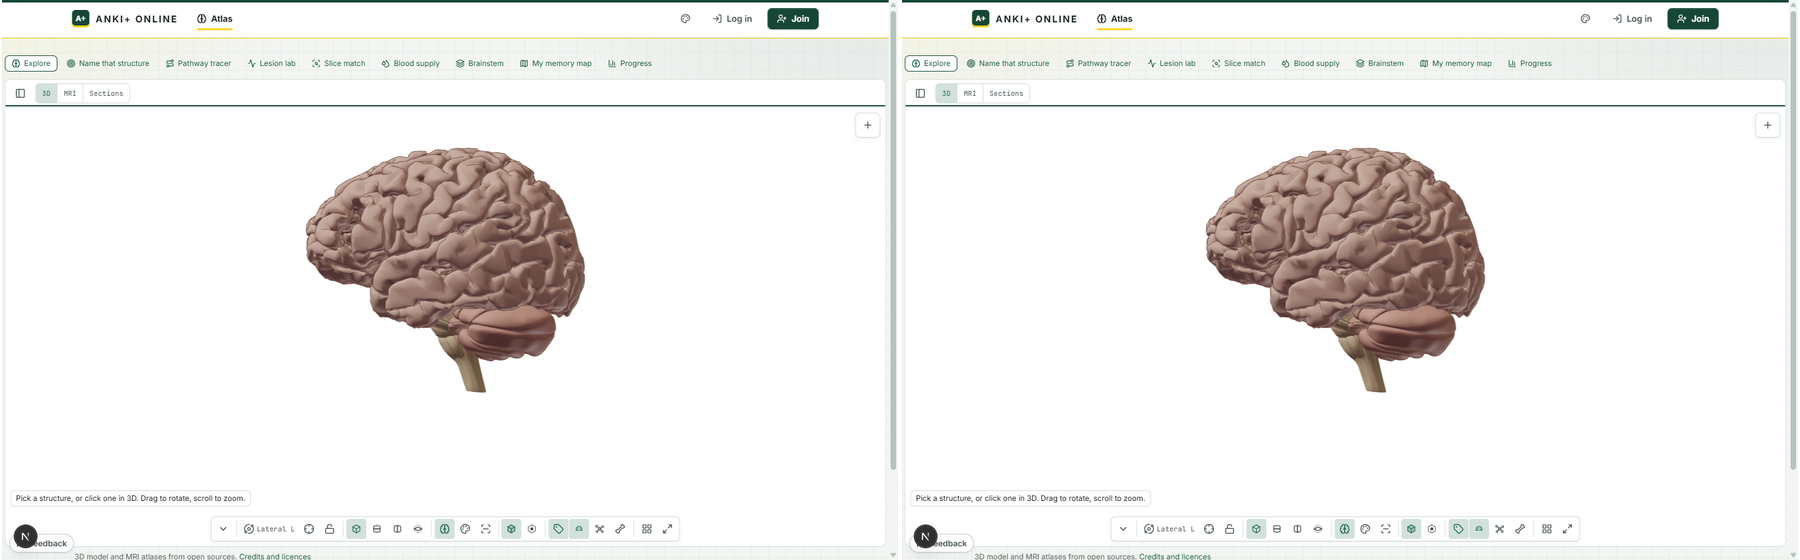 A+ ANKI+ ONLINE Atlas Log in Join
Explore Name that structure Pathway tracer Lesion lab Slice match Blood supply Brainstem My memory map Progress
3D MRI Sections
Pick a structure, or click one in 3D. Drag to rotate, scroll to zoom.
Lateral L
N eedback
3D model and MRI atlases from open sources. Credits and licences
A+ ANKI+ ONLINE Atlas Log in Join
Explore Name that structure Pathway tracer Lesion lab Slice match Blood supply Brainstem My memory map Progress
3D MRI Sections
Pick a structure, or click one in 3D. Drag to rotate, scroll to zoom.
Lateral L
N eedback
3D model and MRI atlases from open sources. Credits and licences